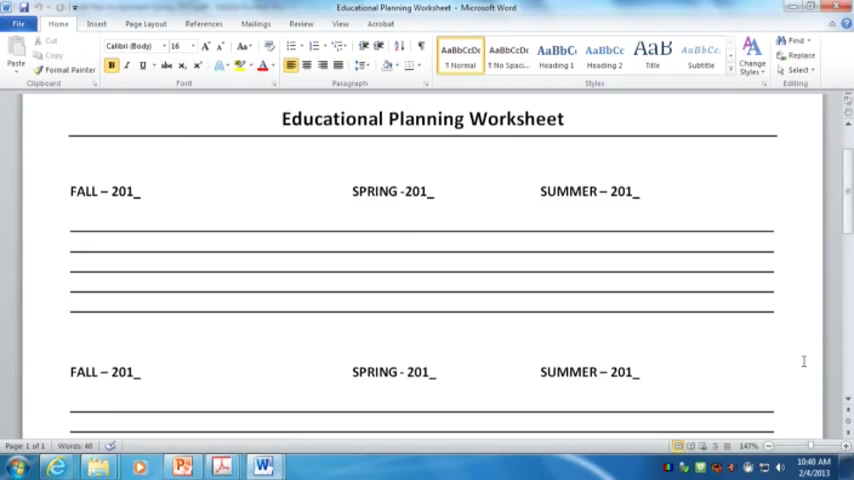 Educational Planning Worksheet - Microsoft Word
File Home Insert Page Layout References Mailings Review View Acrobat
Cut
Copy
Format Painter
Paste
Calibri (Body) 16
Clipboard Font Paragraph Styles Editing
AaBbCcDc AaBbCcDc AaBbC AaBbCc AaB AaBbCc.
¶ Normal ¶ No Spaci... Heading 1 Heading 2 Title Subtitle
Change Styles
Find
Replace
Select
Educational Planning Worksheet
FALL – 201_ SPRING -201_ SUMMER – 201_
FALL – 201_ SPRING - 201_ SUMMER – 201_
Page: 1 of 1 Words: 40 147%
10:40 AM
2/4/2013